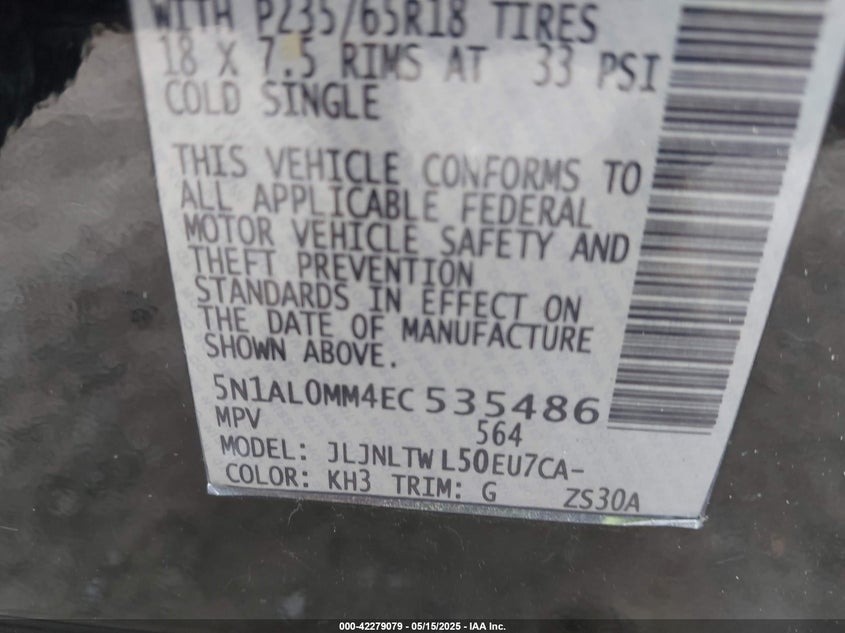 WITH P235/65R18 TIRES
18 X 7.5 RIMS AT 33 PSI
COLD SINGLE
THIS VEHICLE CONFORMS TO
ALL APPLICABLE FEDERAL
MOTOR VEHICLE SAFETY AND
THEFT PREVENTION
STANDARDS IN EFFECT ON
THE DATE OF MANUFACTURE
SHOWN ABOVE.
5N1AL0MM4EC535486
MPV 564
MODEL: JLJNLTWL50EU7CA-
COLOR: KH3 TRIM: G ZS30A
000-42279079 - 05/15/2025 - IAA Inc.